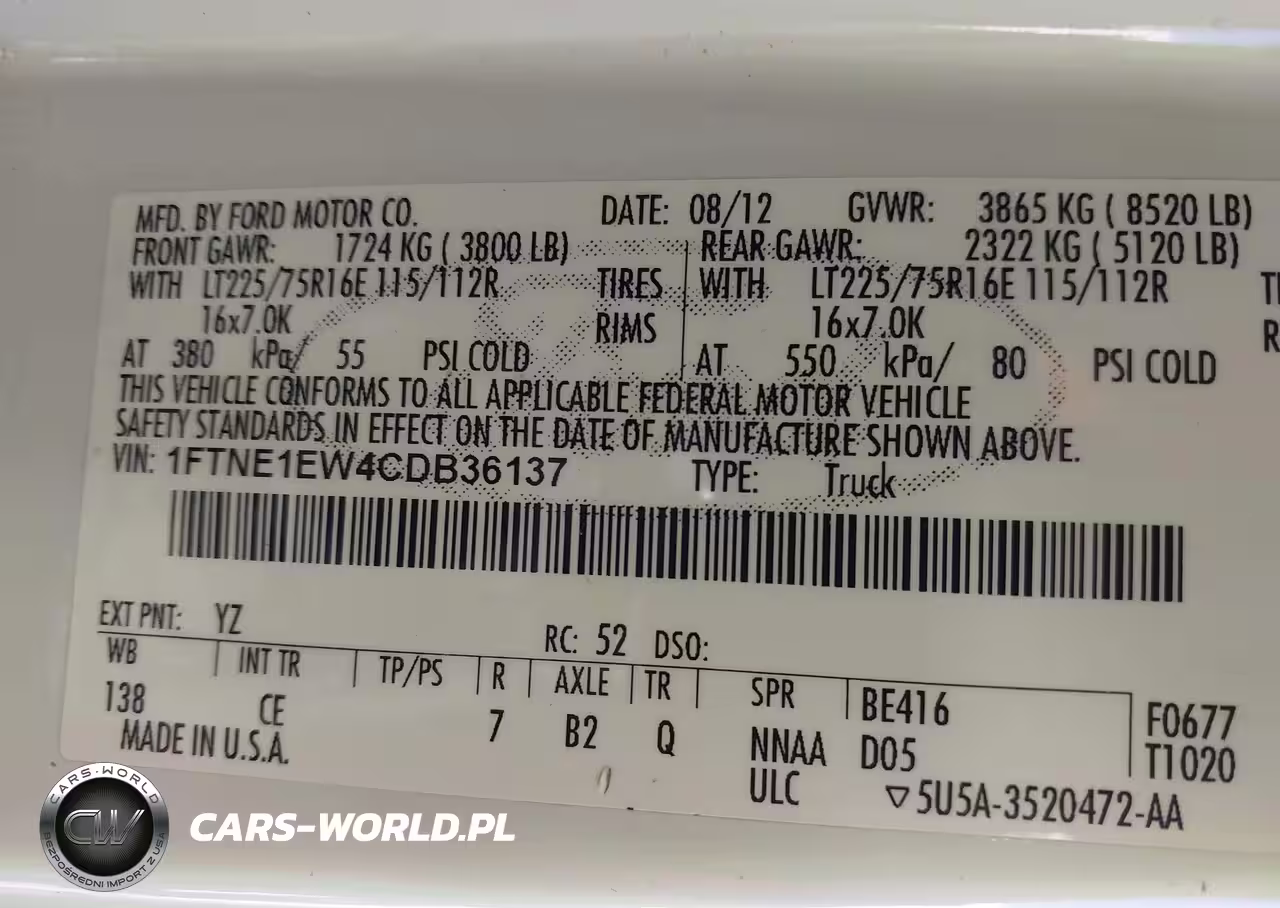 MFD. BY FORD MOTOR CO. DATE: 08/12 GVWR: 3865 KG ( 8520 LB)
FRONT GAWR: 1724 KG ( 3800 LB) REAR GAWR: 2322 KG ( 5120 LB)
WITH LT225/75R16E 115/112R TIRES WITH LT225/75R16E 115/112R
16x7.0K RIMS 16x7.0K
AT 380 kPa/ 55 PSI COLD AT 550 kPa/ 80 PSI COLD
THIS VEHICLE CONFORMS TO ALL APPLICABLE FEDERAL MOTOR VEHICLE
SAFETY STANDARDS IN EFFECT ON THE DATE OF MANUFACTURE SHOWN ABOVE.
VIN: 1FTNE1EW4CDB36137 TYPE: Truck
EXT PNT: YZ RC: 52 DSO:
WB INT TR TP/PS R AXLE TR SPR BE416 F0677
138 CE 7 B2 Q NNAA D05 T1020
MADE IN U.S.A. ULC ▽5U5A-3520472-AA
CARS-WORLD
CW
BEZPOŚREDNI IMPORT Z USA
CARS-WORLD.PL